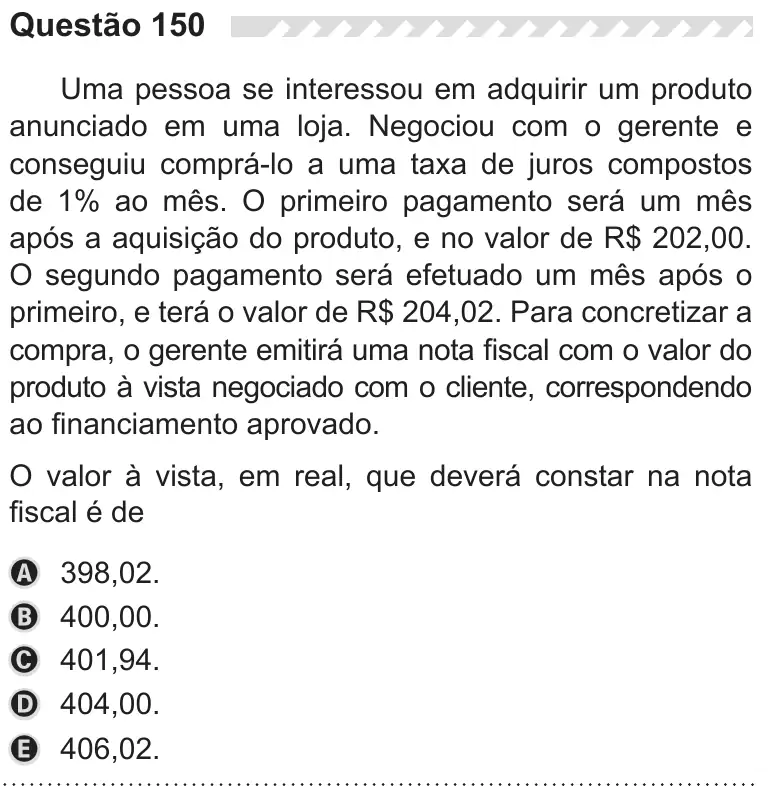 Questão 150
Uma pessoa se interessou em adquirir um produto
anunciado em uma loja. Negociou com o gerente e
conseguiu comprá-lo a uma taxa de juros compostos
de 1% ao mês. O primeiro pagamento será um mês
após a aquisição do produto, e no valor de R$ 202,00.
O segundo pagamento será efetuado um mês após o
primeiro, e terá o valor de R$ 204,02. Para concretizar a
compra, o gerente emitirá uma nota fiscal com o valor do
produto à vista negociado com o cliente, correspondendo
ao financiamento aprovado.
O valor à vista, em real, que deverá constar na nota
fiscal é de
A 398,02.
B 400,00.
C 401,94.
D 404,00.
E 406,02.